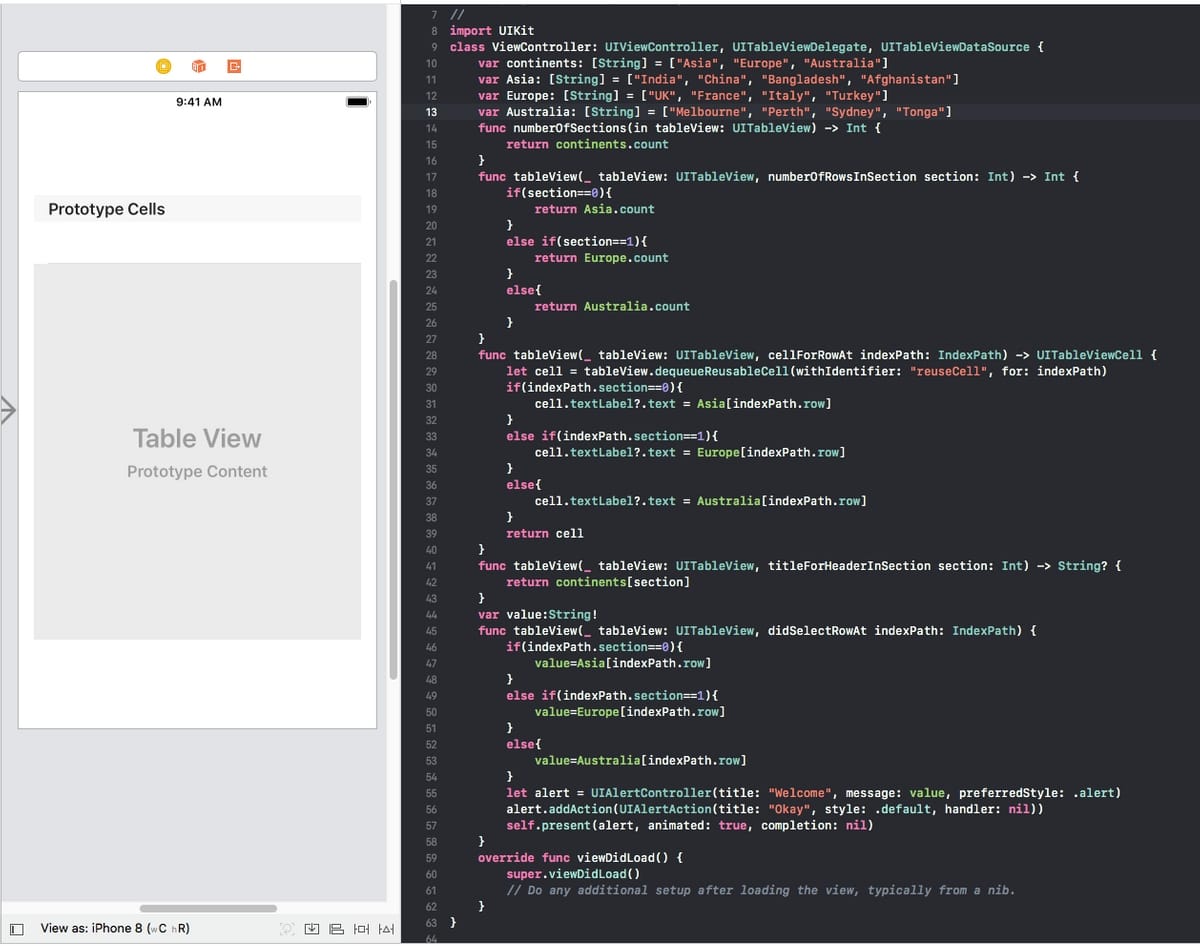 9:41 AM
Prototype Cells
Table View
Prototype Content
View as: iPhone 8 (wC hR)
7 //
8 import UIKit
9 class ViewController: UIViewController, UITableViewDelegate, UITableViewDataSource {
10     var continents: [String] = ["Asia", "Europe", "Australia"]
11     var Asia: [String] = ["India", "China", "Bangladesh", "Afghanistan"]
12     var Europe: [String] = ["UK", "France", "Italy", "Turkey"]
13     var Australia: [String] = ["Melbourne", "Perth", "Sydney", "Tonga"]
14     func numberOfSections(in tableView: UITableView) -> Int {
15         return continents.count
16     }
17     func tableView(_ tableView: UITableView, numberOfRowsInSection section: Int) -> Int {
18         if(section==0){
19             return Asia.count
20         }
21         else if(section==1){
22             return Europe.count
23         }
24         else{
25             return Australia.count
26         }
27     }
28     func tableView(_ tableView: UITableView, cellForRowAt indexPath: IndexPath) -> UITableViewCell {
29         let cell = tableView.dequeueReusableCell(withIdentifier: "reuseCell", for: indexPath)
30         if(indexPath.section==0){
31             cell.textLabel?.text = Asia[indexPath.row]
32         }
33         else if(indexPath.section==1){
34             cell.textLabel?.text = Europe[indexPath.row]
35         }
36         else{
37             cell.textLabel?.text = Australia[indexPath.row]
38         }
39         return cell
40     }
41     func tableView(_ tableView: UITableView, titleForHeaderInSection section: Int) -> String? {
42         return continents[section]
43     }
44     var value:String!
45     func tableView(_ tableView: UITableView, didSelectRowAt indexPath: IndexPath) {
46         if(indexPath.section==0){
47             value=Asia[indexPath.row]
48         }
49         else if(indexPath.section==1){
50             value=Europe[indexPath.row]
51         }
52         else{
53             value=Australia[indexPath.row]
54         }
55         let alert = UIAlertController(title: "Welcome", message: value, preferredStyle: .alert)
56         alert.addAction(UIAlertAction(title: "Okay", style: .default, handler: nil))
57         self.present(alert, animated: true, completion: nil)
58     }
59     override func viewDidLoad() {
60         super.viewDidLoad()
61         // Do any additional setup after loading the view, typically from a nib.
62     }
63 }
64